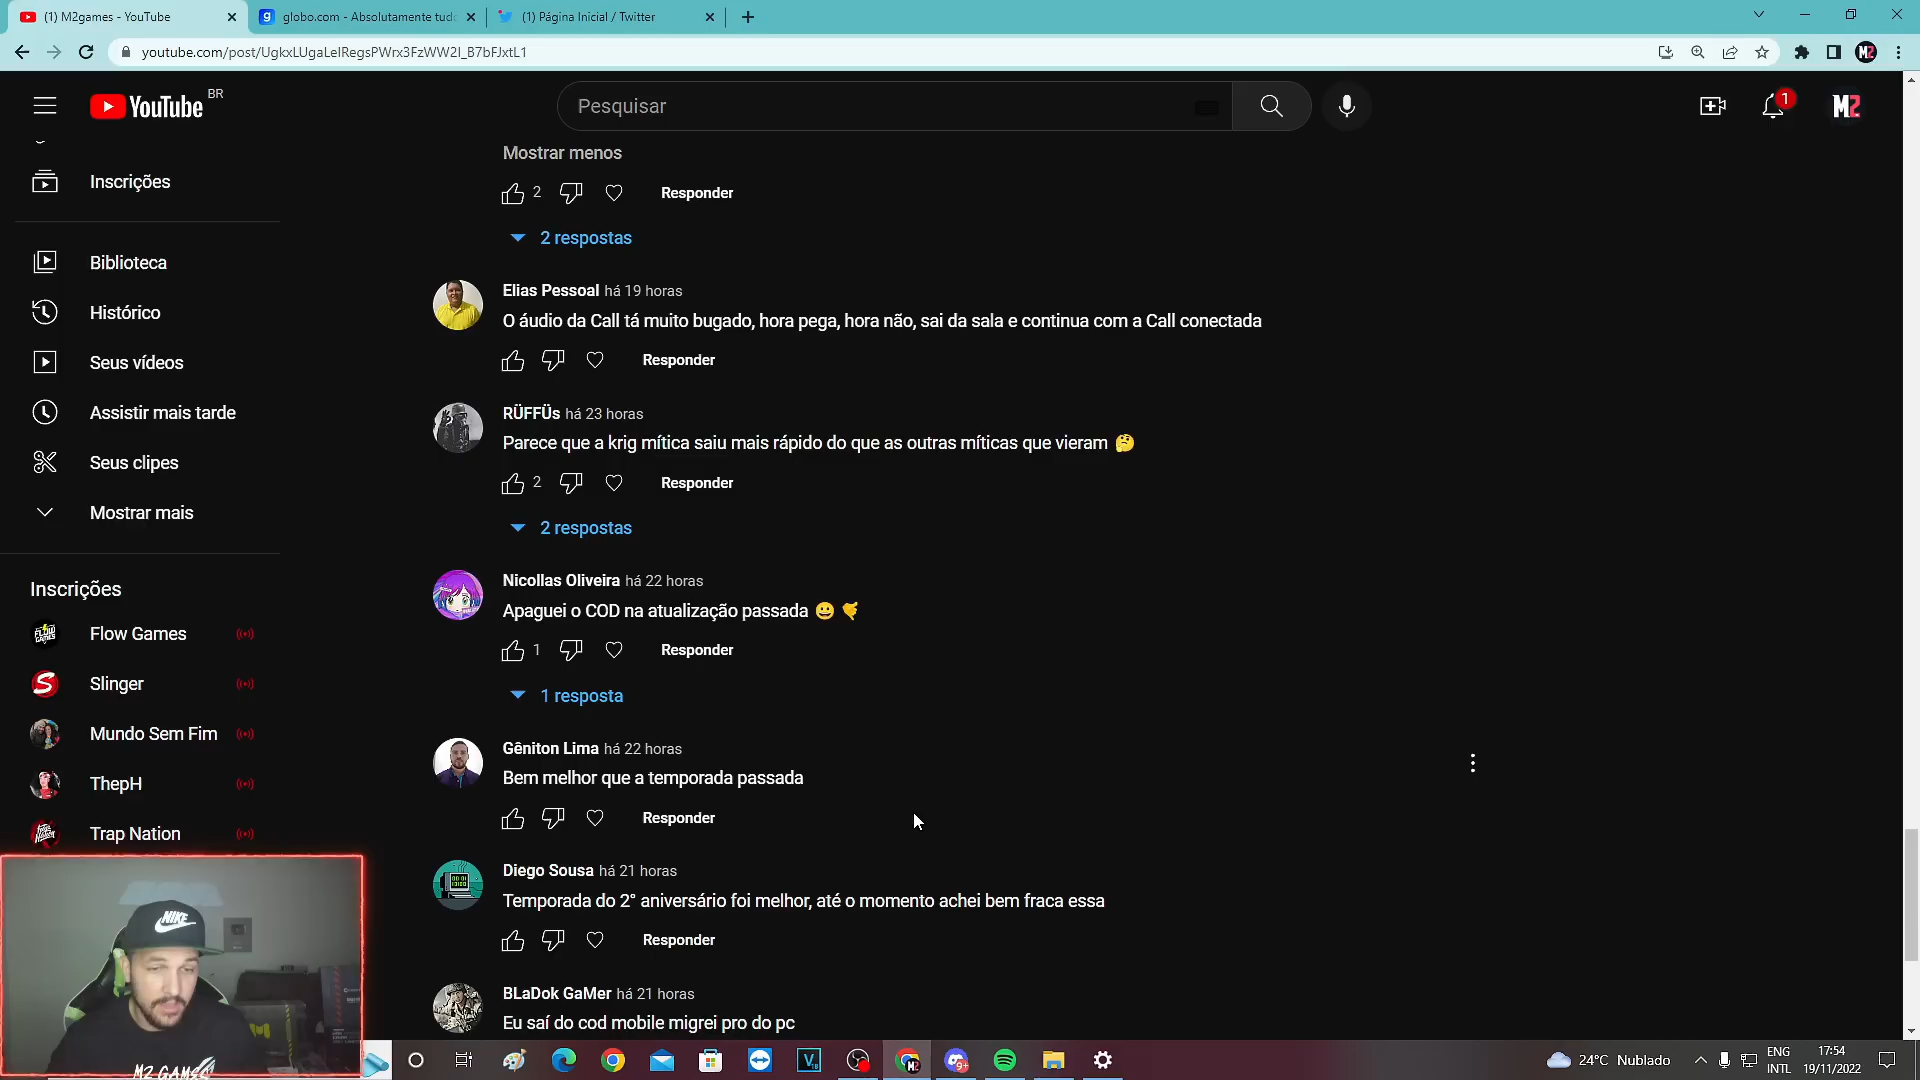 (1) M2games - YouTube
globo.com - Absolutamente tud
(1) Página Inicial / Twitter
youtube.com/post/UgkxLUgaLeIRegsPWrx3FzWW2I_B7bFJxtL1
YouTube BR
Pesquisar
1
M2
Inscrições
Biblioteca
Histórico
Seus vídeos
Assistir mais tarde
Seus clipes
Mostrar mais
Inscrições
Flow Games
Slinger
Mundo Sem Fim
ThepH
Trap Nation
Mostrar menos
2 Responder
2 respostas
Elias Pessoal há 19 horas
O áudio da Call tá muito bugado, hora pega, hora não, sai da sala e continua com a Call conectada
Responder
RÜFFÜs há 23 horas
Parece que a krig mítica saiu mais rápido do que as outras míticas que vieram 🤔
2 Responder
2 respostas
Nicollas Oliveira há 22 horas
Apaguei o COD na atualização passada 😀 🤙
1 Responder
1 resposta
Gêniton Lima há 22 horas
Bem melhor que a temporada passada
Responder
Diego Sousa há 21 horas
Temporada do 2° aniversário foi melhor, até o momento achei bem fraca essa
Responder
BLaDok GaMer há 21 horas
Eu saí do cod mobile migrei pro do pc
NIKE
M2 GAMES
24°C Nublado
ENG
INTL
17:54
19/11/2022